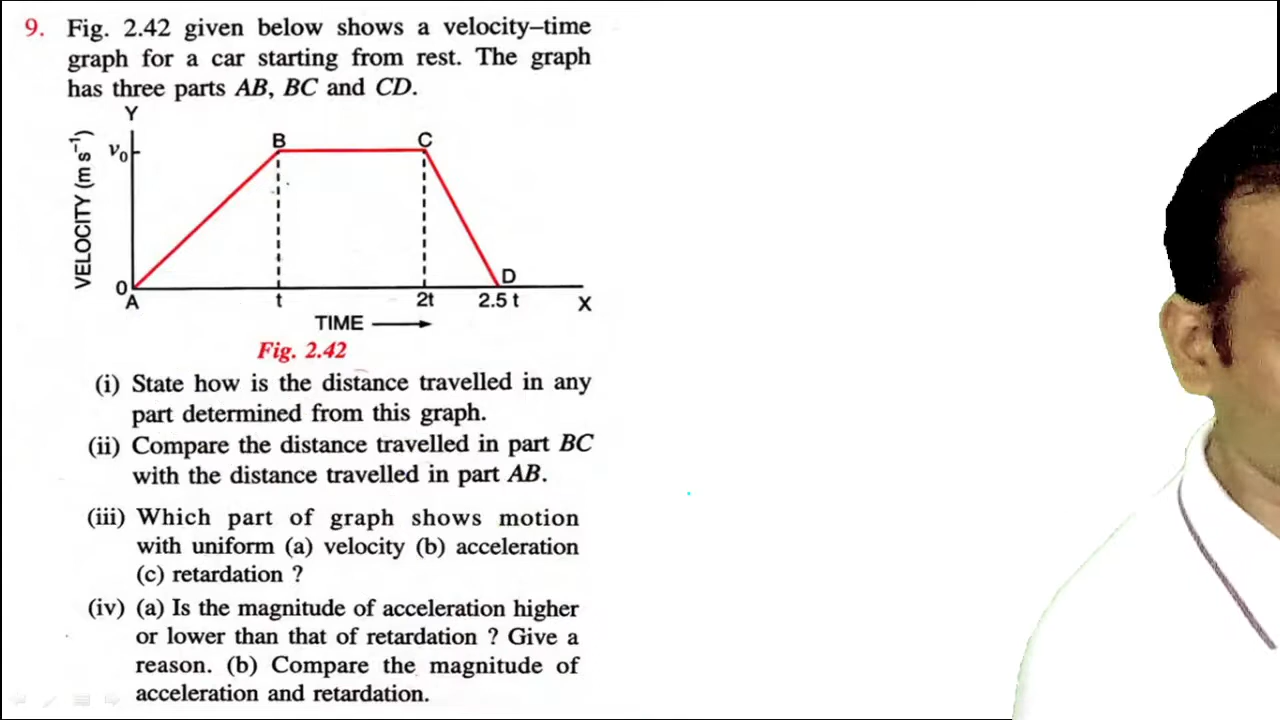 9. Fig. 2.42 given below shows a velocity–time
graph for a car starting from rest. The graph
has three parts AB, BC and CD.
Y
VELOCITY (m s⁻¹)
v₀
B
C
D
0
A
t
2t
2.5 t
X
TIME
Fig. 2.42
(i) State how is the distance travelled in any
part determined from this graph.
(ii) Compare the distance travelled in part BC
with the distance travelled in part AB.
(iii) Which part of graph shows motion
with uniform (a) velocity (b) acceleration
(c) retardation ?
(iv) (a) Is the magnitude of acceleration higher
or lower than that of retardation ? Give a
reason. (b) Compare the magnitude of
acceleration and retardation.